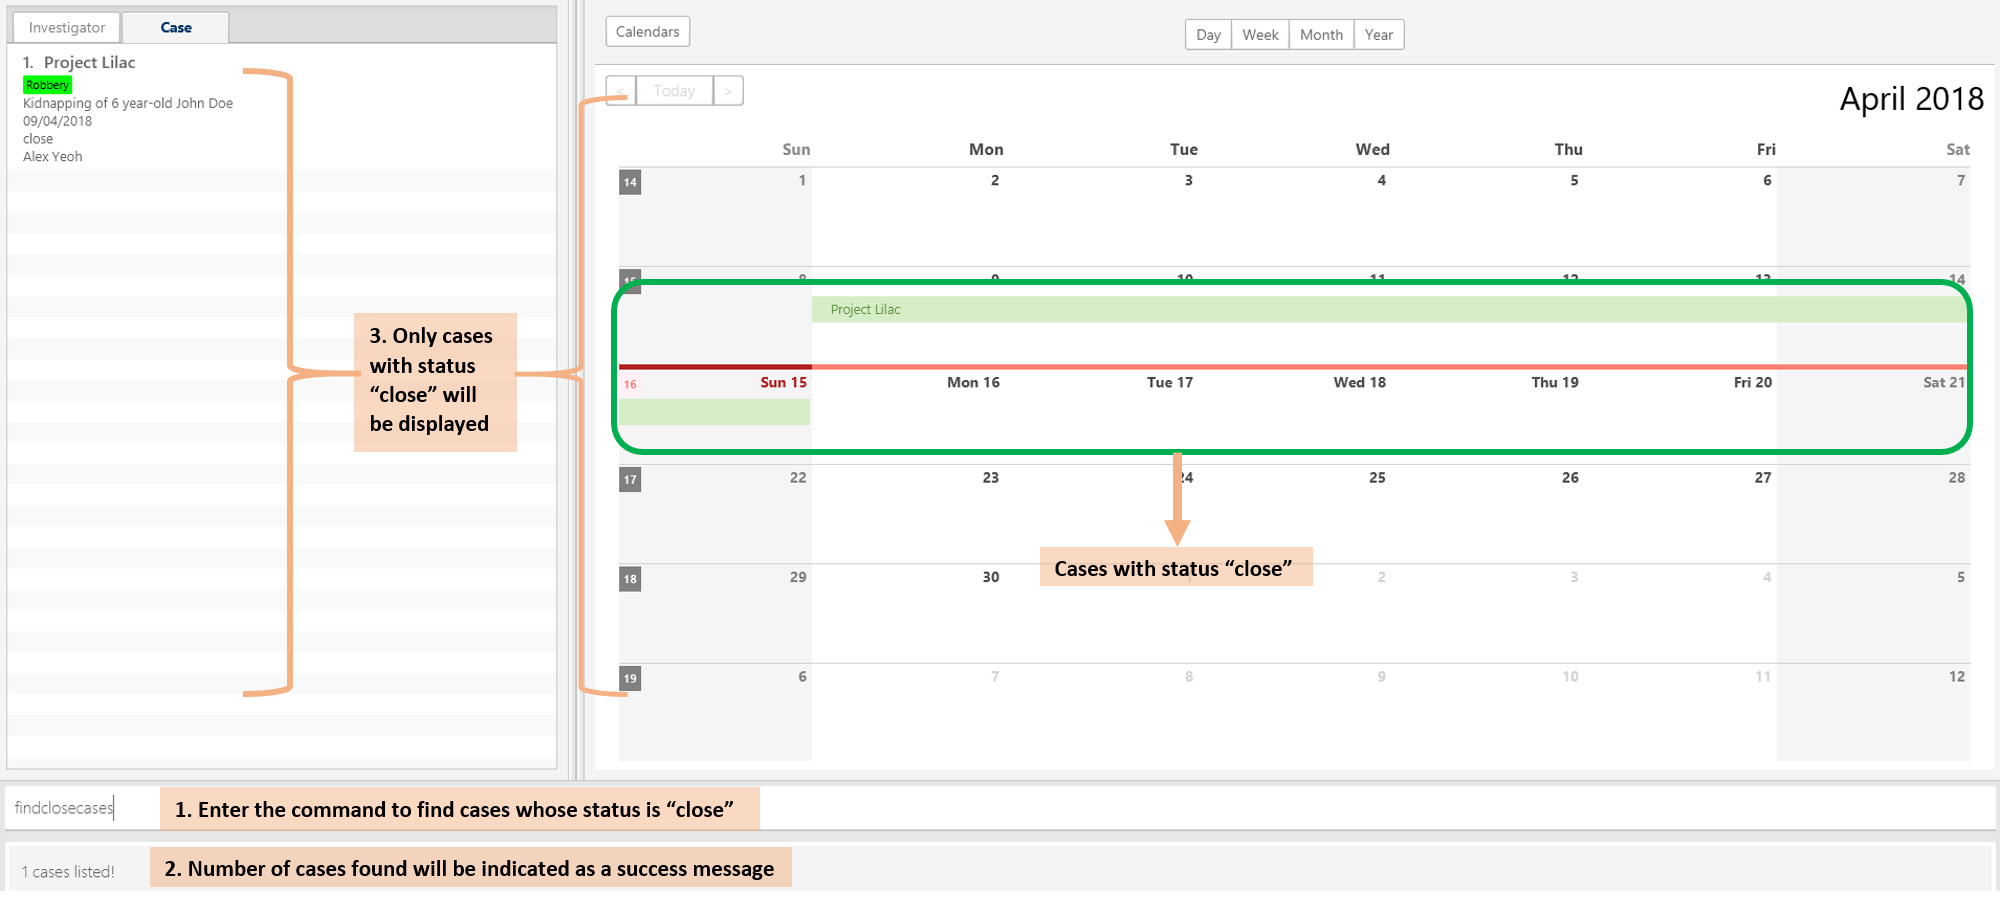 Investigator
Case
1. Project Lilac
Robbery
Kidnapping of 6 year-old John Doe
09/04/2018
close
Alex Yeoh
3. Only cases
with status
“close” will
be displayed
Calendars
Day Week Month Year
< Today >
April 2018
Sun Mon Tue Wed Thu Fri Sat
14 1 2 3 4 5 6 7
15 8 9 10 11 12 13 14
Project Lilac
16 Sun 15 Mon 16 Tue 17 Wed 18 Thu 19 Fri 20 Sat 21
17 22 23 24 25 26 27 28
Cases with status “close”
18 29 30 2 3 4 5
19 6 7 8 9 10 11 12
findclosecases
1. Enter the command to find cases whose status is “close”
1 cases listed!
2. Number of cases found will be indicated as a success message